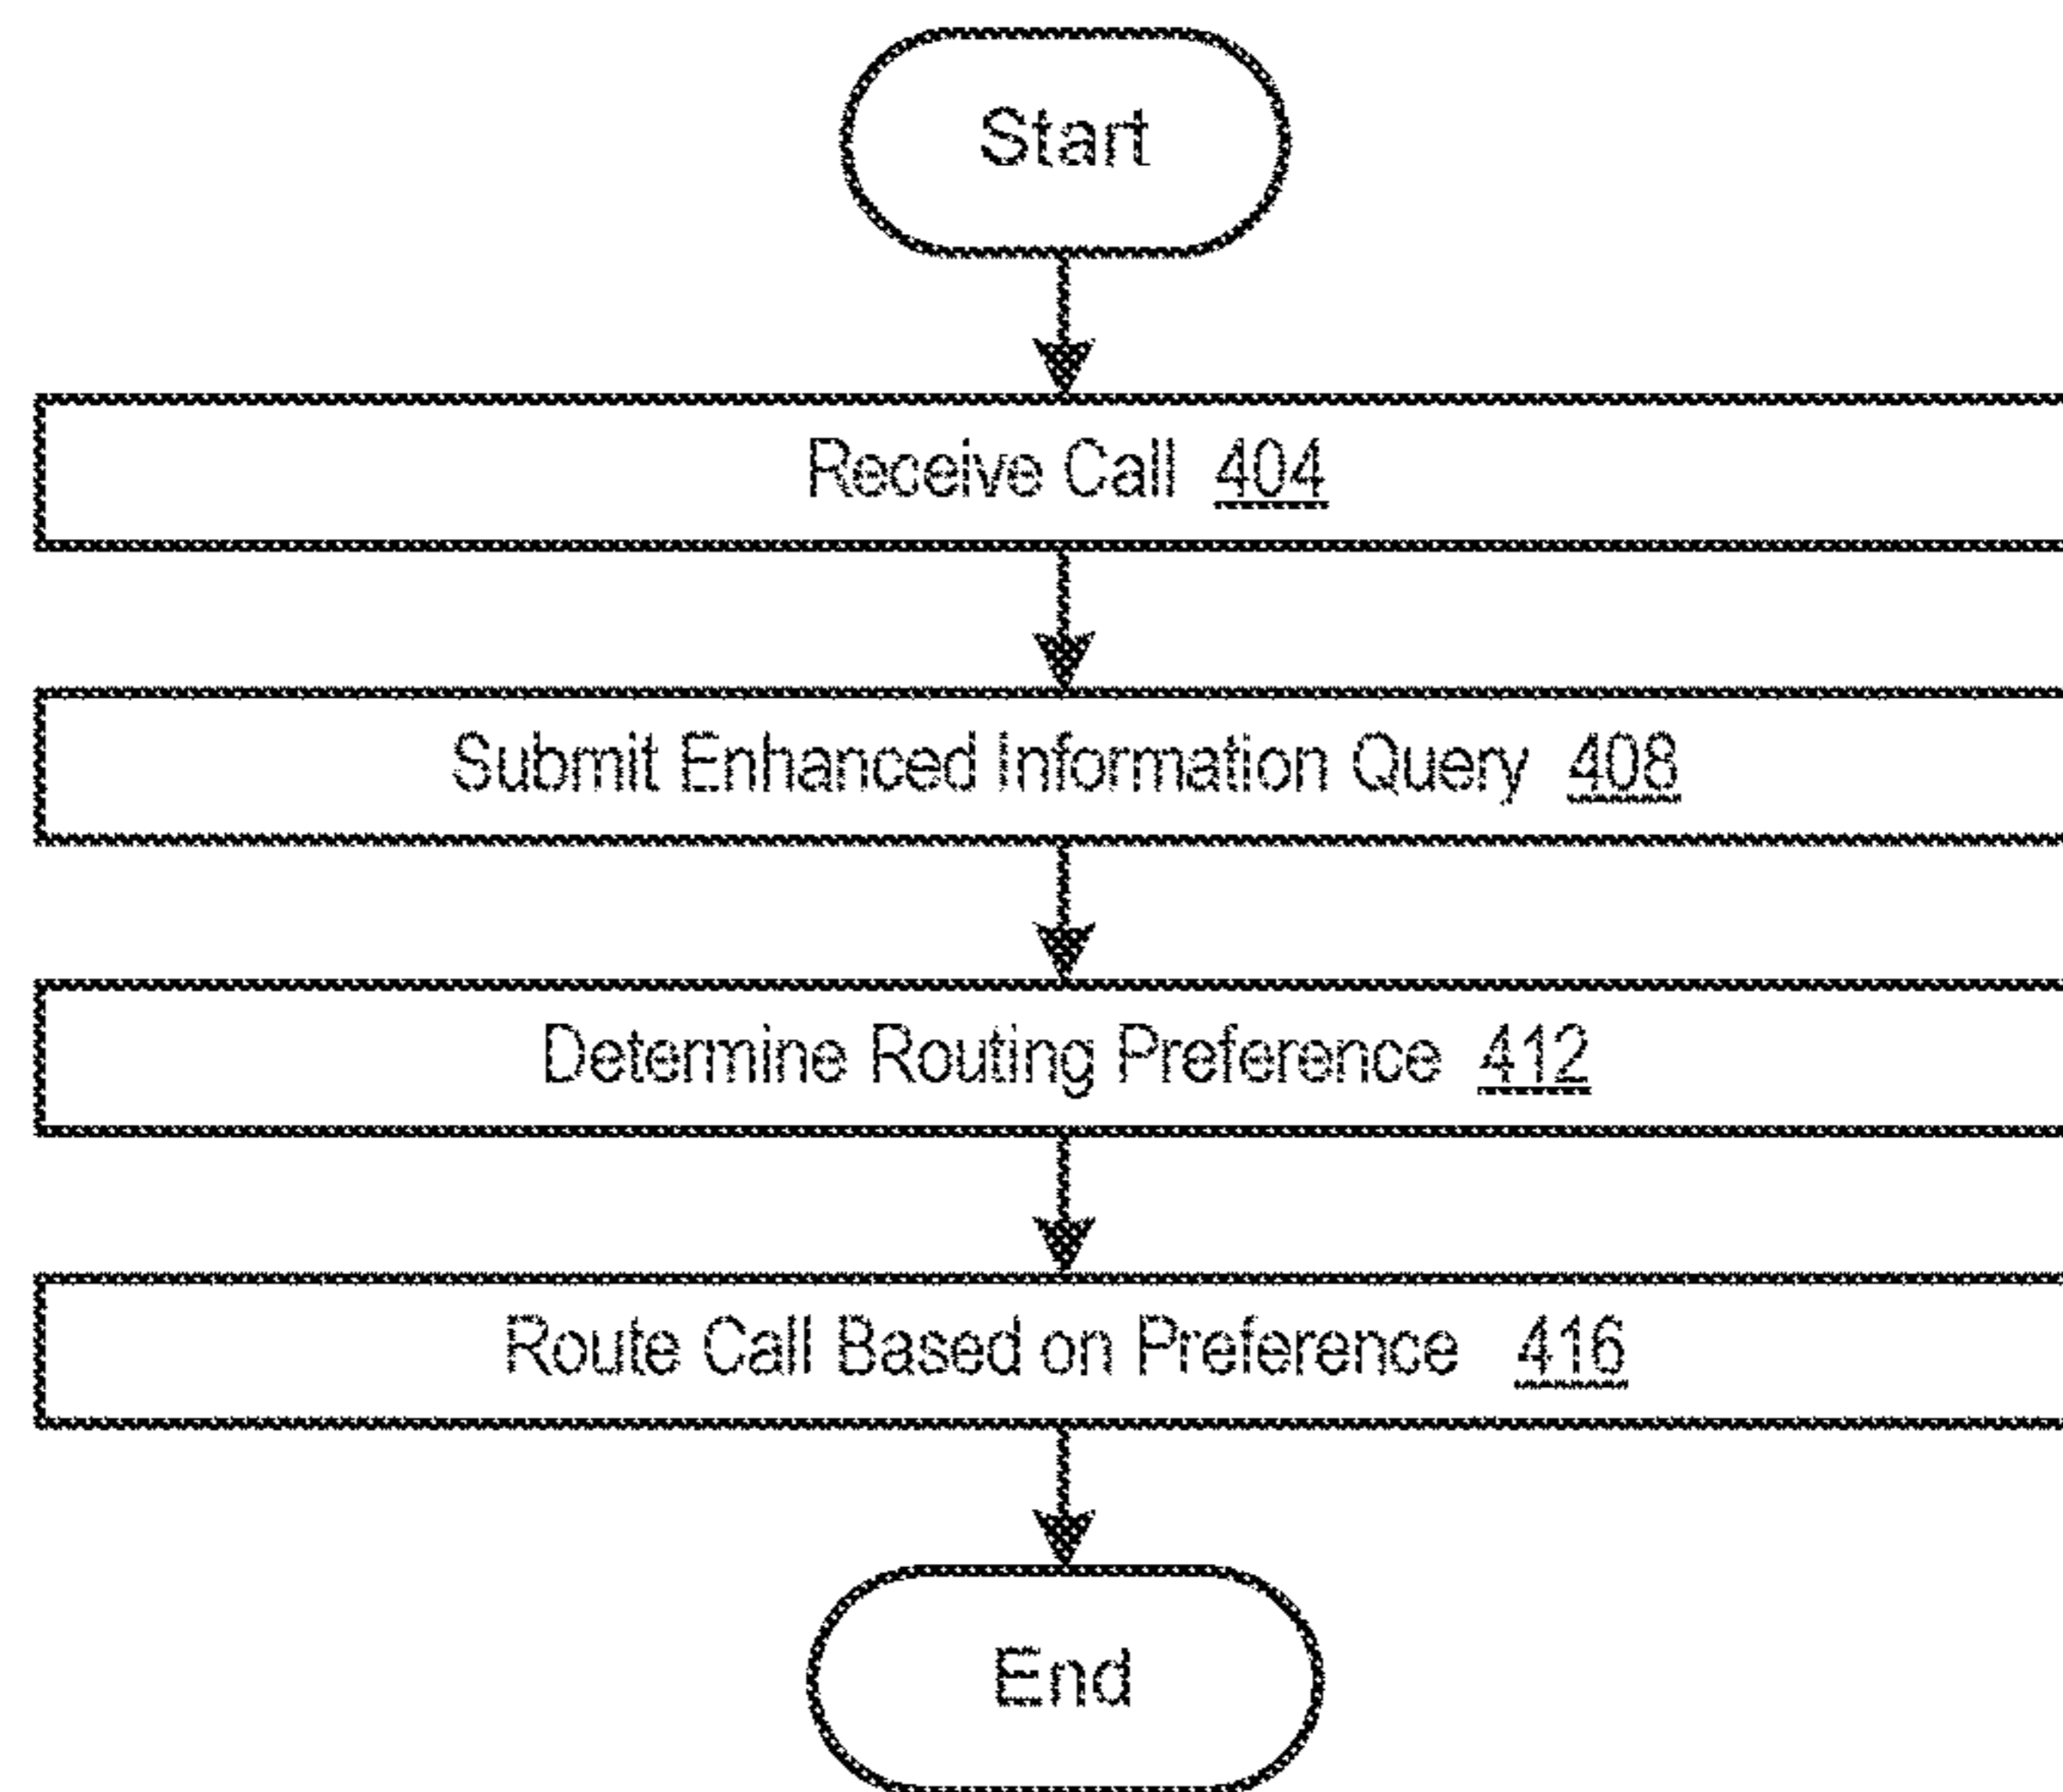 Start
Receive Call 404
Submit Enhanced Information Query 408
Determine Routing Preference 412
Route Call Based on Preference 416
End